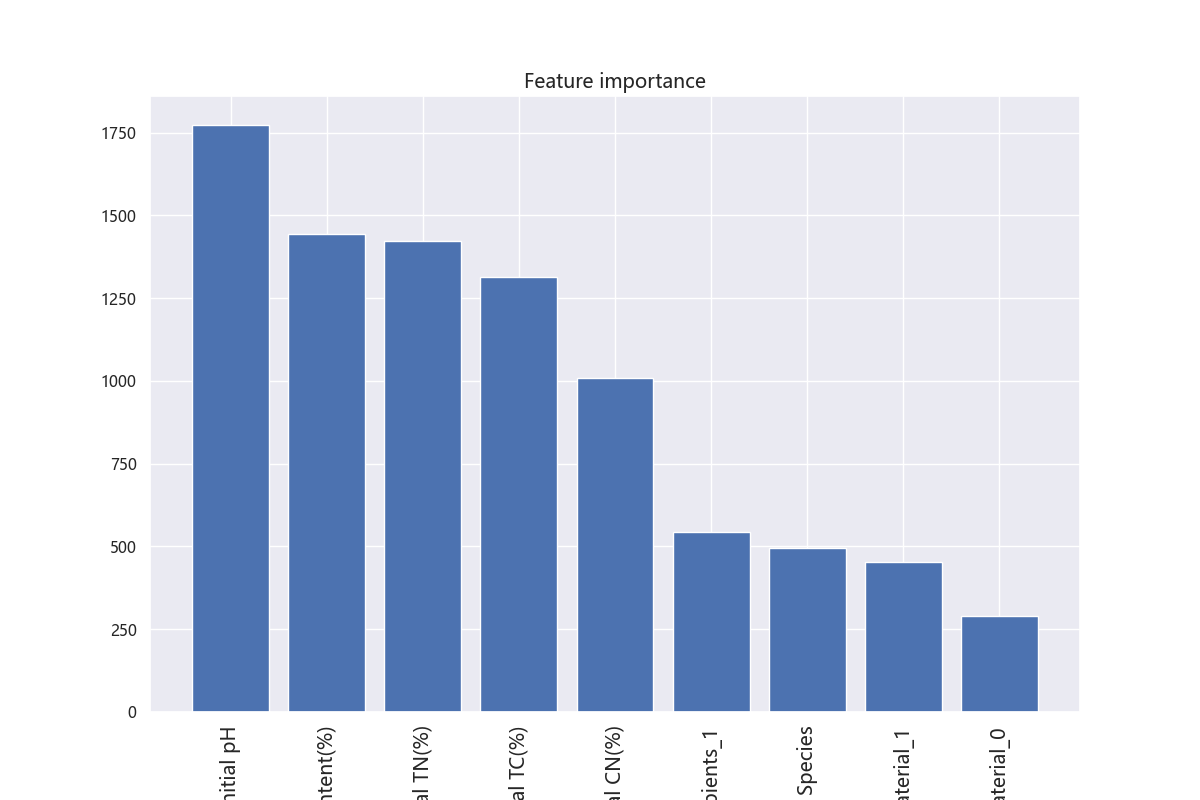 Feature importance
1750
1500
1250
1000
750
500
250
0
nitial pH
ntent(%)
al TN(%)
al TC(%)
al CN(%)
pients_1
Species
aterial_1
aterial_0